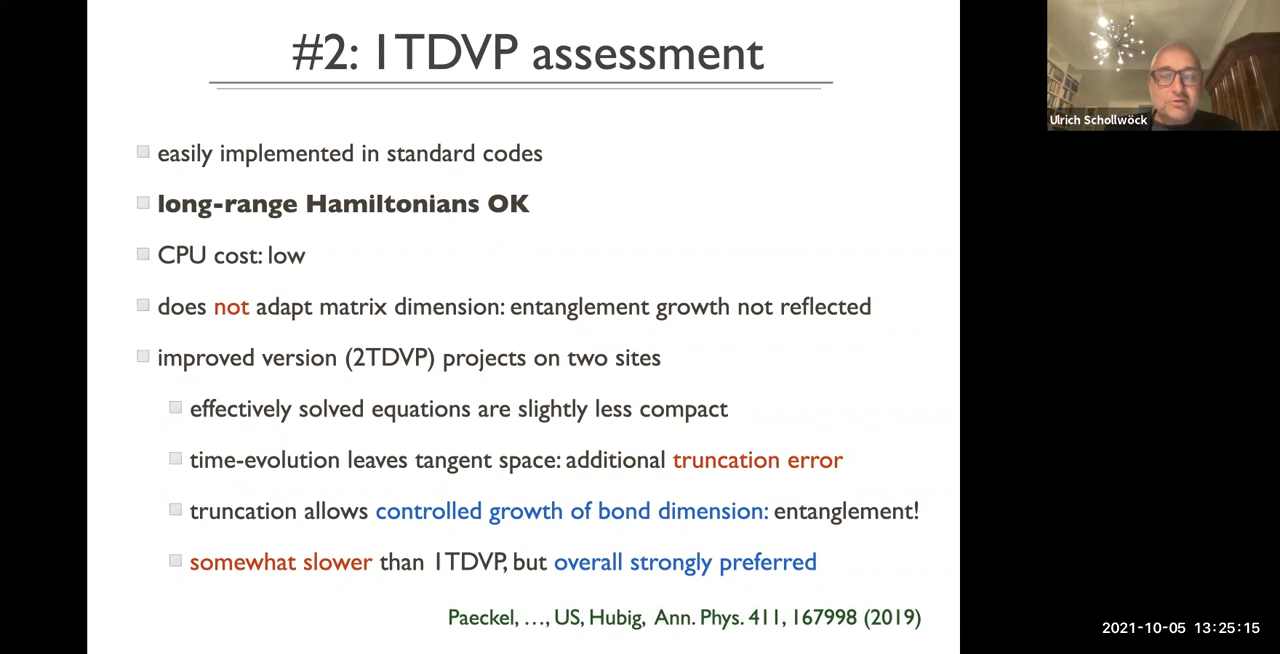 #2: 1TDVP assessment
Ulrich Schollwöck
easily implemented in standard codes
long-range Hamiltonians OK
CPU cost: low
does not adapt matrix dimension: entanglement growth not reflected
improved version (2TDVP) projects on two sites
effectively solved equations are slightly less compact
time-evolution leaves tangent space: additional truncation error
truncation allows controlled growth of bond dimension: entanglement!
somewhat slower than 1TDVP, but overall strongly preferred
Paeckel, …, US, Hubig, Ann. Phys. 411, 167998 (2019)
2021-10-05 13:25:15